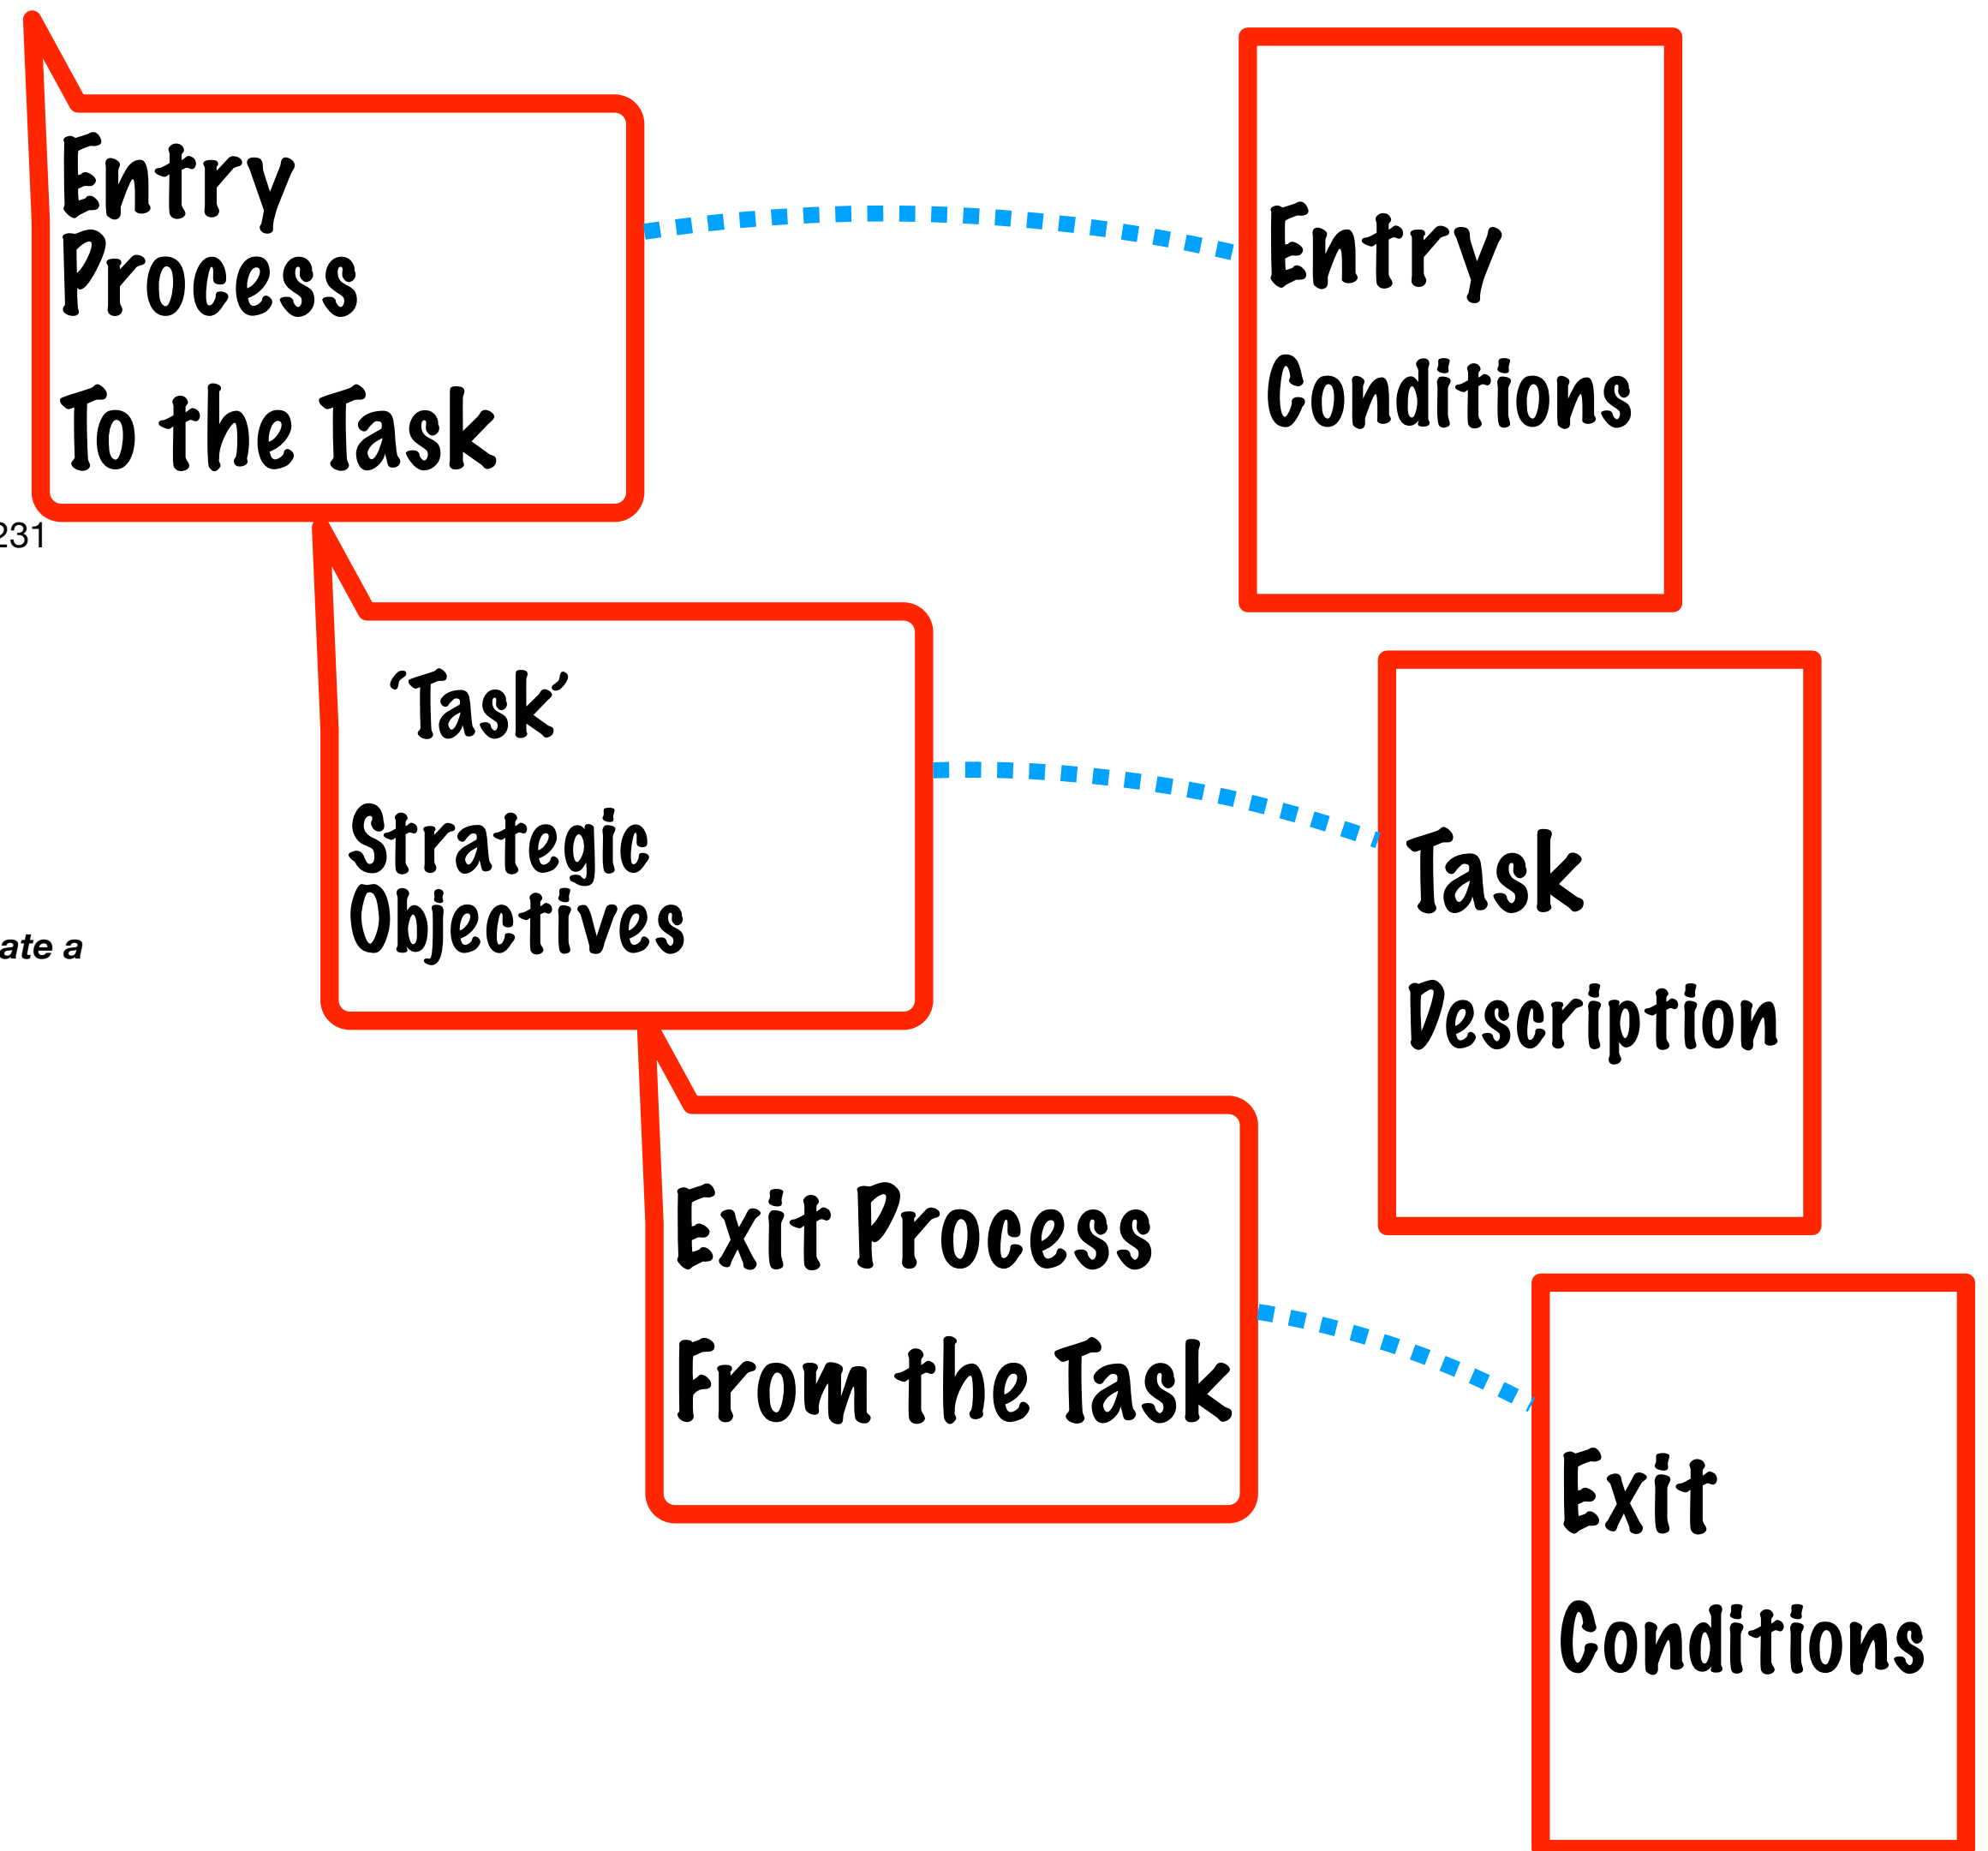 Entry
Process
To the Task
Entry
Conditions
231
‘Task’
Strategic
Objectives
Task
Description
ate a
Exit Process
From the Task
Exit
Conditions